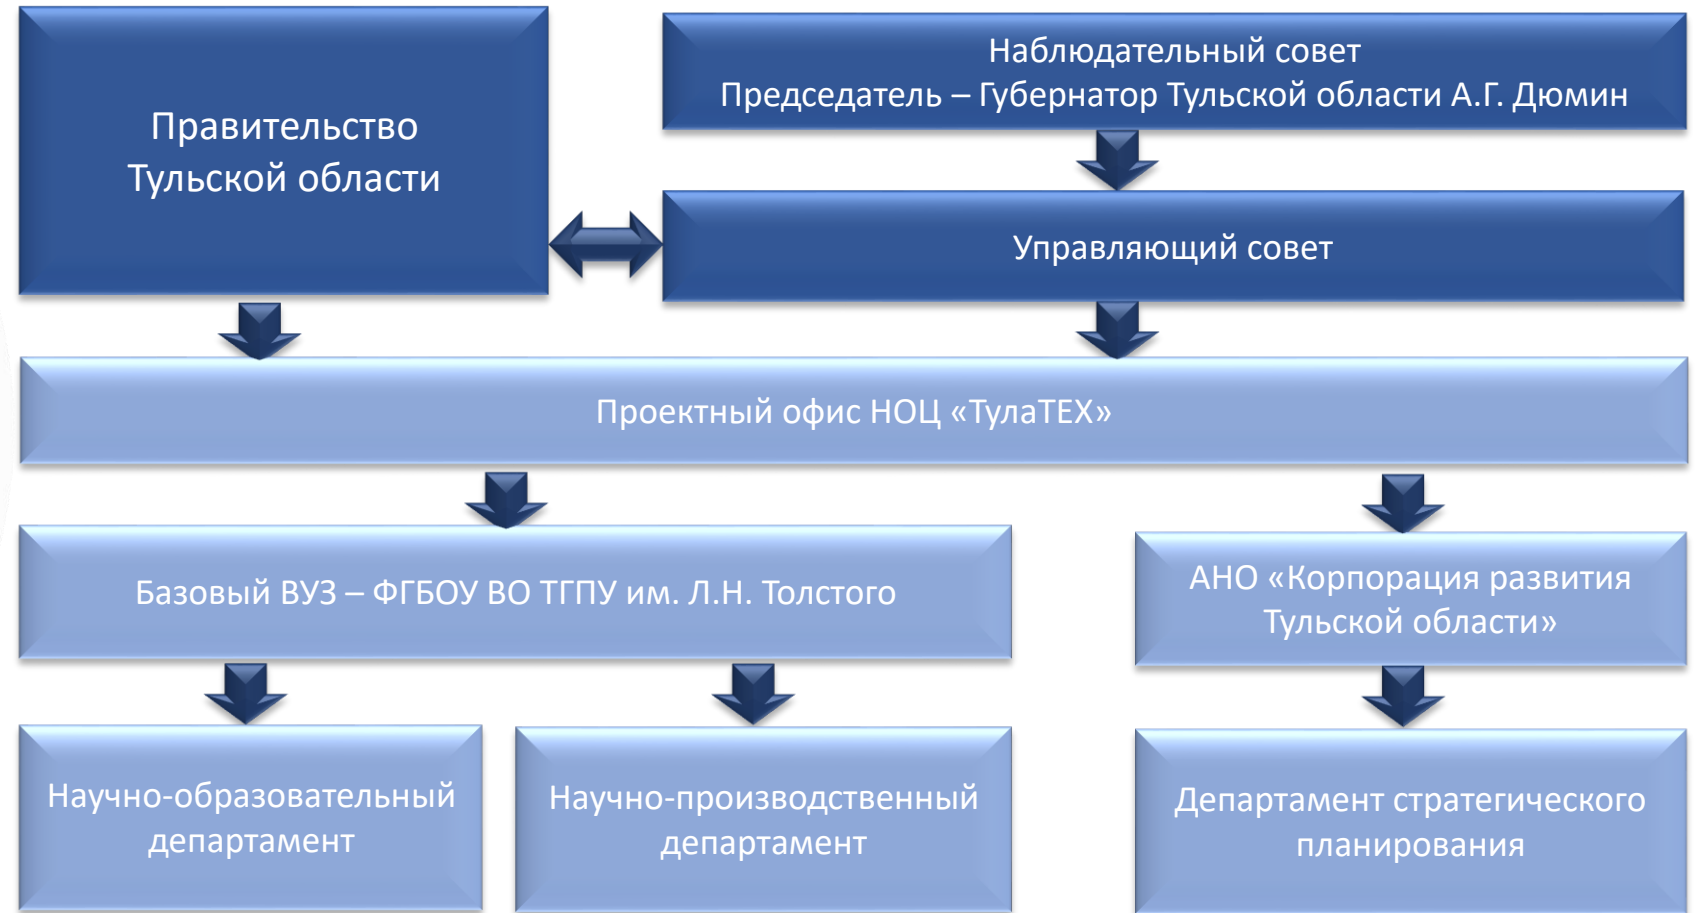 Правительство
Тульской области
Наблюдательный совет
Председатель – Губернатор Тульской области А.Г. Дюмин
Управляющий совет
Проектный офис НОЦ «ТулаТЕХ»
Базовый ВУЗ – ФГБОУ ВО ТГПУ им. Л.Н. Толстого
АНО «Корпорация развития
Тульской области»
Научно-образовательный
департамент
Научно-производственный
департамент
Департамент стратегического
планирования